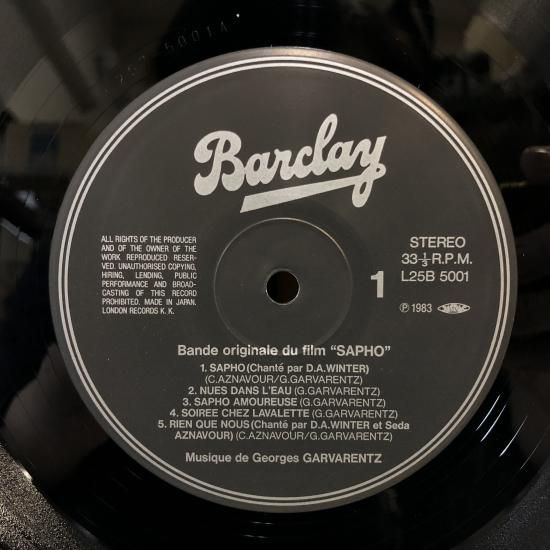 Barclay
ALL RIGHTS OF THE PRODUCER
AND OF THE OWNER OF THE
WORK REPRODUCED RESER-
VED. UNAUTHORISED COPYING,
HIRING, LENDING, PUBLIC
PERFORMANCE AND BROAD-
CASTING OF THIS RECORD
PROHIBITED. MADE IN JAPAN.
LONDON RECORDS K. K.
STEREO
33⅓R.P.M.
L25B 5001
1
Ⓟ 1983
Bande originale du film “SAPHO”
1. SAPHO (Chanté par D.A.WINTER)
(C.AZNAVOUR/G.GARVARENTZ)
2. NUES DANS L'EAU (G.GARVARENTZ)
3. SAPHO AMOUREUSE (G.GARVARENTZ)
4. SOIREE CHEZ LAVALETTE (G.GARVARENTZ)
5. RIEN QUE NOUS (Chanté par D.A.WINTER et Seda
AZNAVOUR) (C.AZNAVOUR/G.GARVARENTZ)
Musique de Georges GARVARENTZ